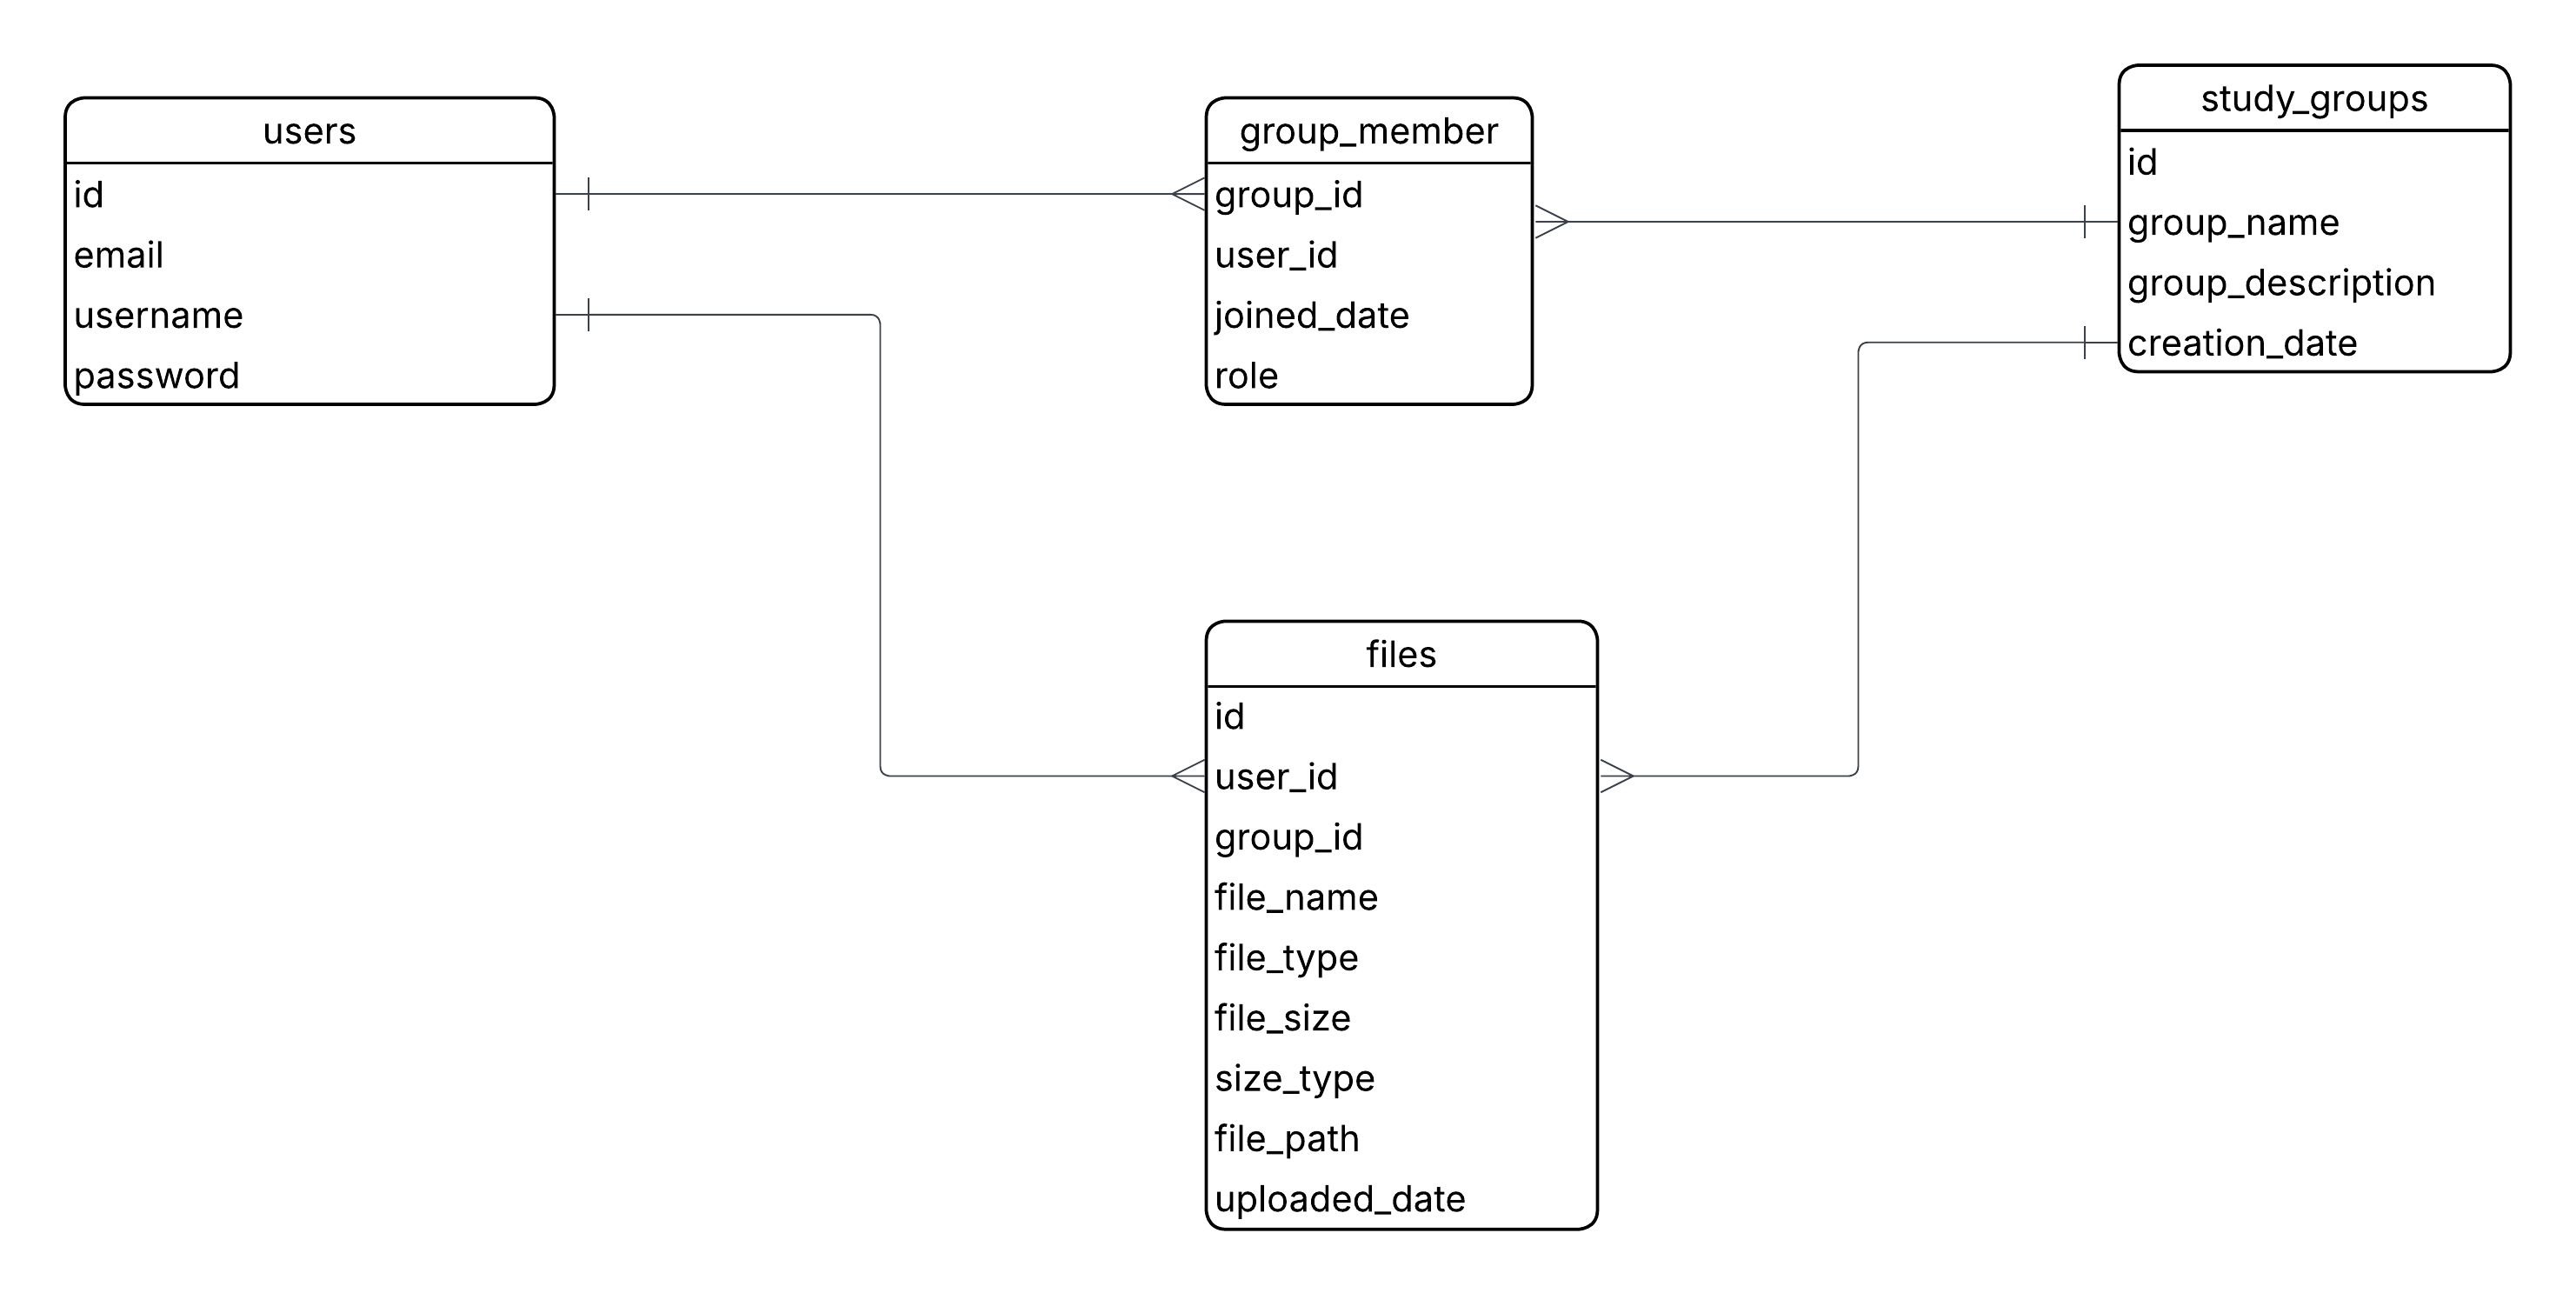 users
id
email
username
password
group_member
group_id
user_id
joined_date
role
study_groups
id
group_name
group_description
creation_date
files
id
user_id
group_id
file_name
file_type
file_size
size_type
file_path
uploaded_date